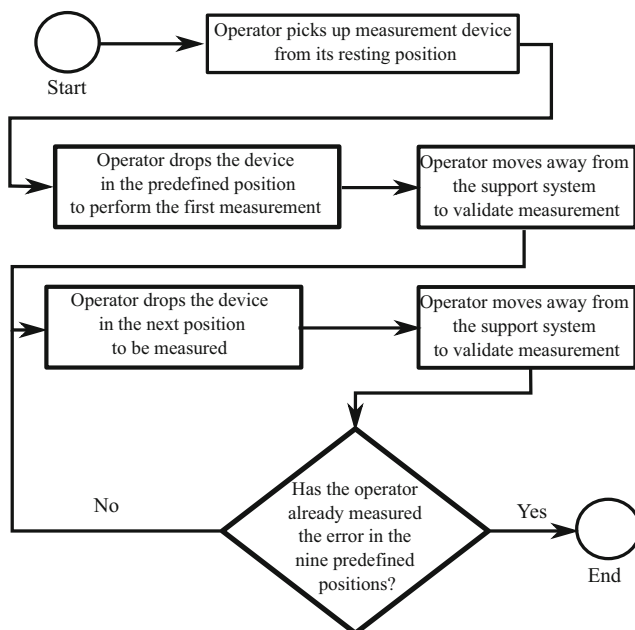 Operator picks up measurement device
from its resting position
Start
Operator drops the device
in the predefined position
to perform the first measurement
Operator moves away from
the support system
to validate measurement
Operator drops the device
in the next position
to be measured
Operator moves away from
the support system
to validate measurement
No
Has the operator
already measured
the error in the
nine predefined
positions?
Yes
End